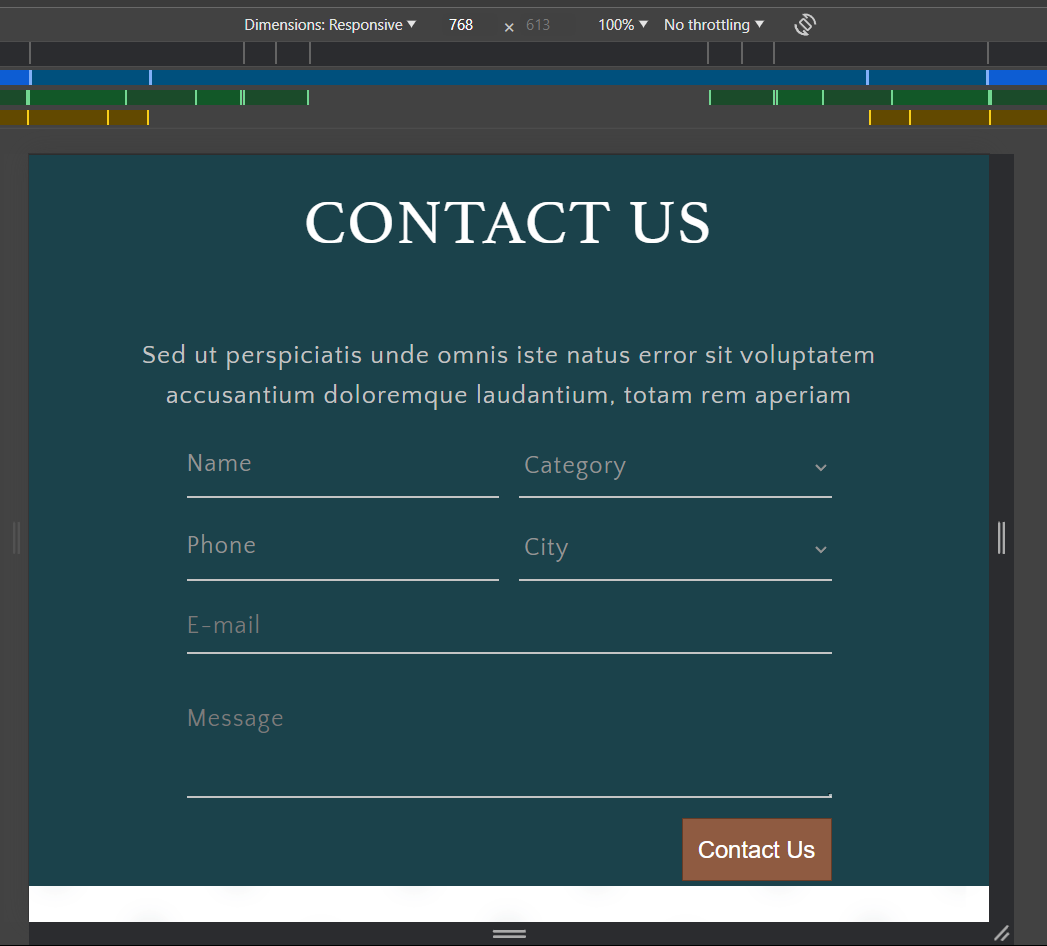 Dimensions: Responsive 768 × 613 100% No throttling
CONTACT US
Sed ut perspiciatis unde omnis iste natus error sit voluptatem
accusantium doloremque laudantium, totam rem aperiam
Name Category
Phone City
E-mail
Message
Contact Us